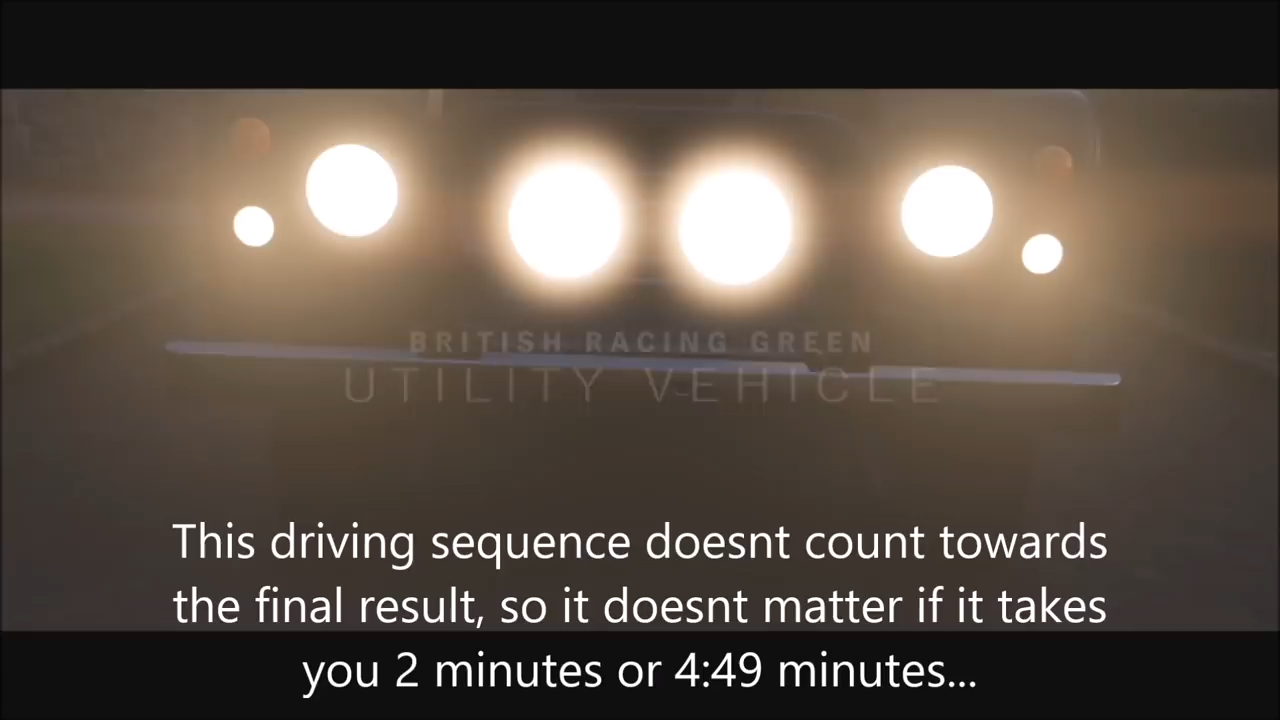 BRITISH RACING GREEN
UTILITY VEHICLE
This driving sequence doesnt count towards
the final result, so it doesnt matter if it takes
you 2 minutes or 4:49 minutes...